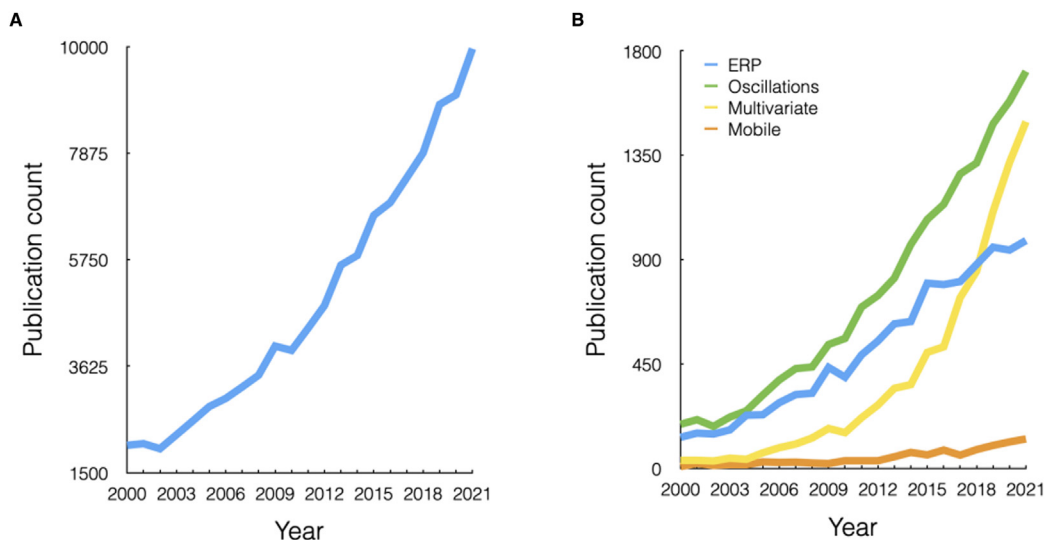 A
Publication count
10000
7875
5750
3625
1500
2000 2003 2006 2009 2012 2015 2018 2021
Year
B
Publication count
1800
1350
900
450
0
ERP
Oscillations
Multivariate
Mobile
2000 2003 2006 2009 2012 2015 2018 2021
Year